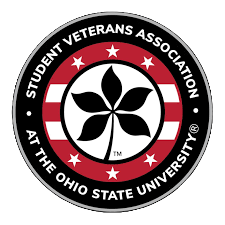 STUDENT VETERANS ASSOCIATION
AT THE OHIO STATE UNIVERSITY®
TM